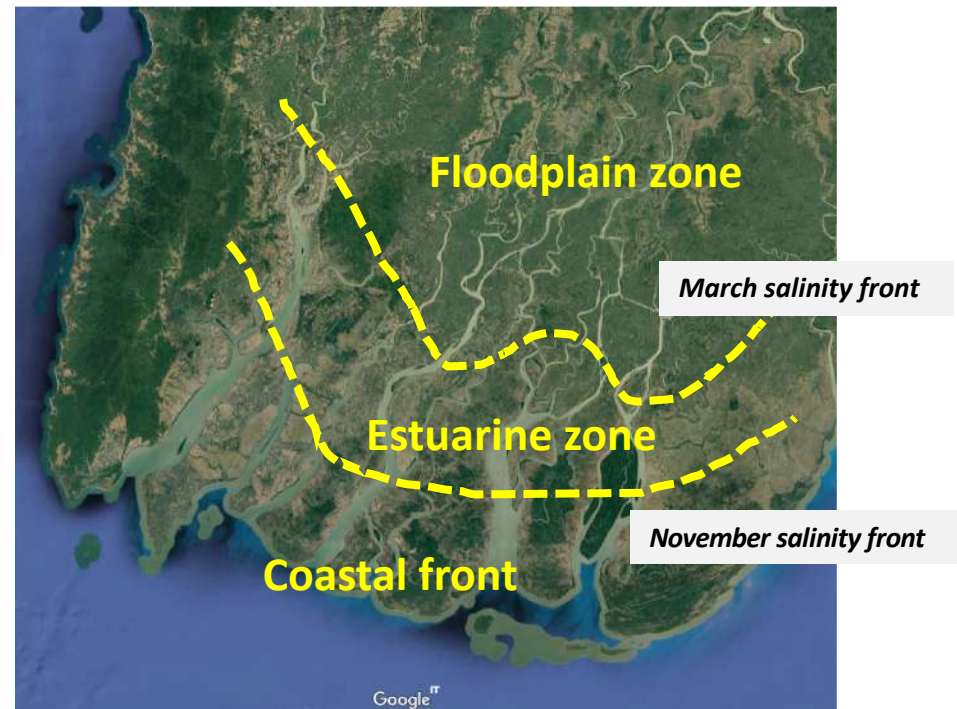 Floodplain zone
March salinity front
Estuarine zone
November salinity front
Coastal front
Google